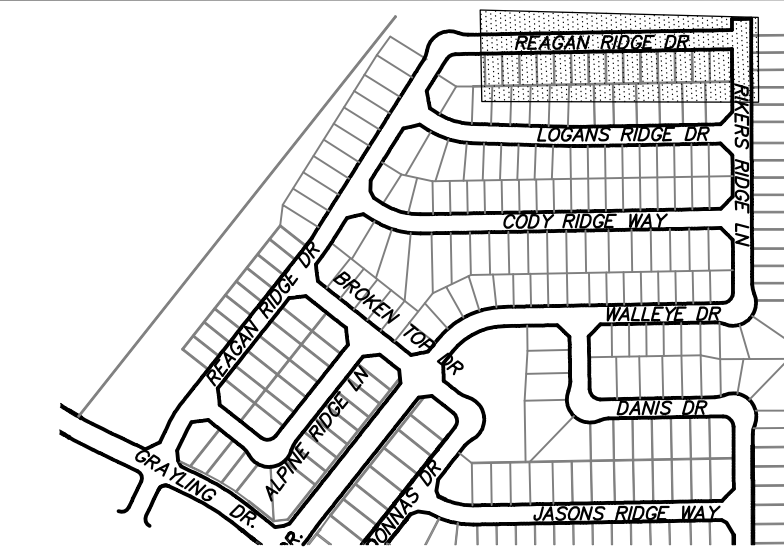 REAGAN RIDGE DR
RIKERS RIDGE LN
LOGANS RIDGE DR
CODY RIDGE WAY
REAGAN RIDGE DR
BROKEN TOP DR
WALLEYE DR
ALPINE RIDGE LN
DANIS DR
GRAYLING DR.
DONNAS DR
JASONS RIDGE WAY
DR.